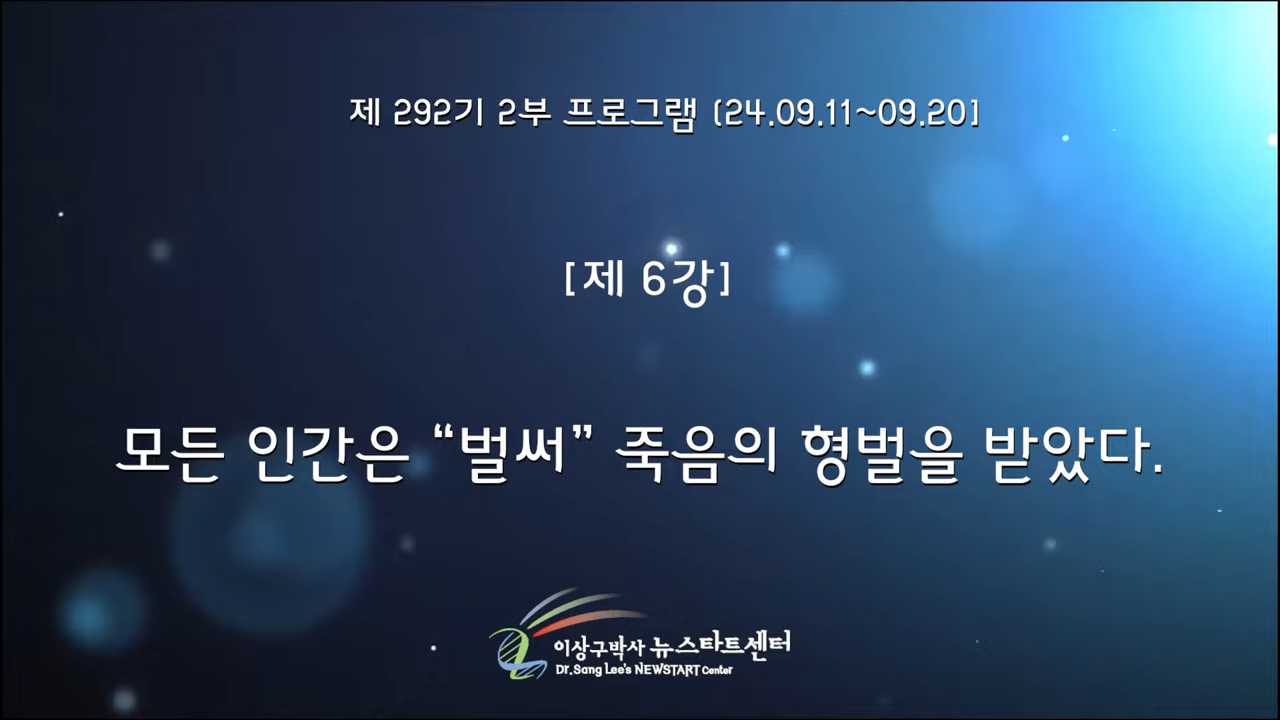 제 292기 2부 프로그램 [24.09.11~09.20]
[제 6강]
모든 인간은 “벌써” 죽음의 형벌을 받았다.
이상구박사 뉴스타트센터
Dr.Sang Lee's NEWSTART Center